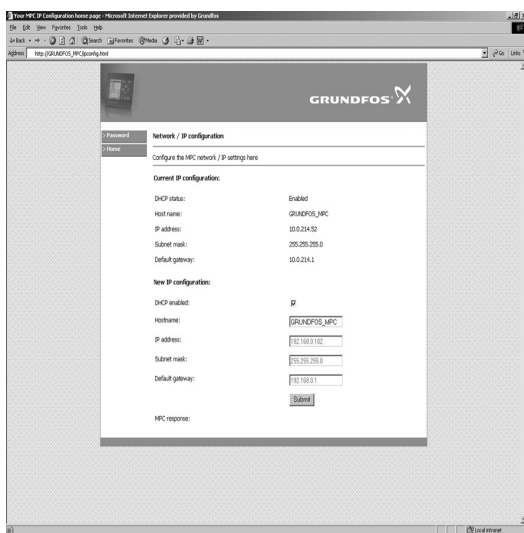 Your MPC IP Configuration home page - Microsoft Internet Explorer provided by Grundfos
File Edit View Favorites Tools Help
Back Search Favorites Media
Address http://GRUNDFOS_MPC/ipconfig.html Go Links
GRUNDFOS
> Password
> Home
Network / IP configuration
Configure the MPC network / IP settings here
Current IP configuration:
DHCP status: Enabled
Host name: GRUNDFOS_MPC
IP address: 10.0.214.52
Subnet mask: 255.255.255.0
Default gateway: 10.0.214.1
New IP configuration:
DHCP enabled:
Hostname: GRUNDFOS_MPC
IP address: 192.168.0.102
Subnet mask: 255.255.255.0
Default gateway: 192.168.0.1
Submit
MPC response:
Local intranet